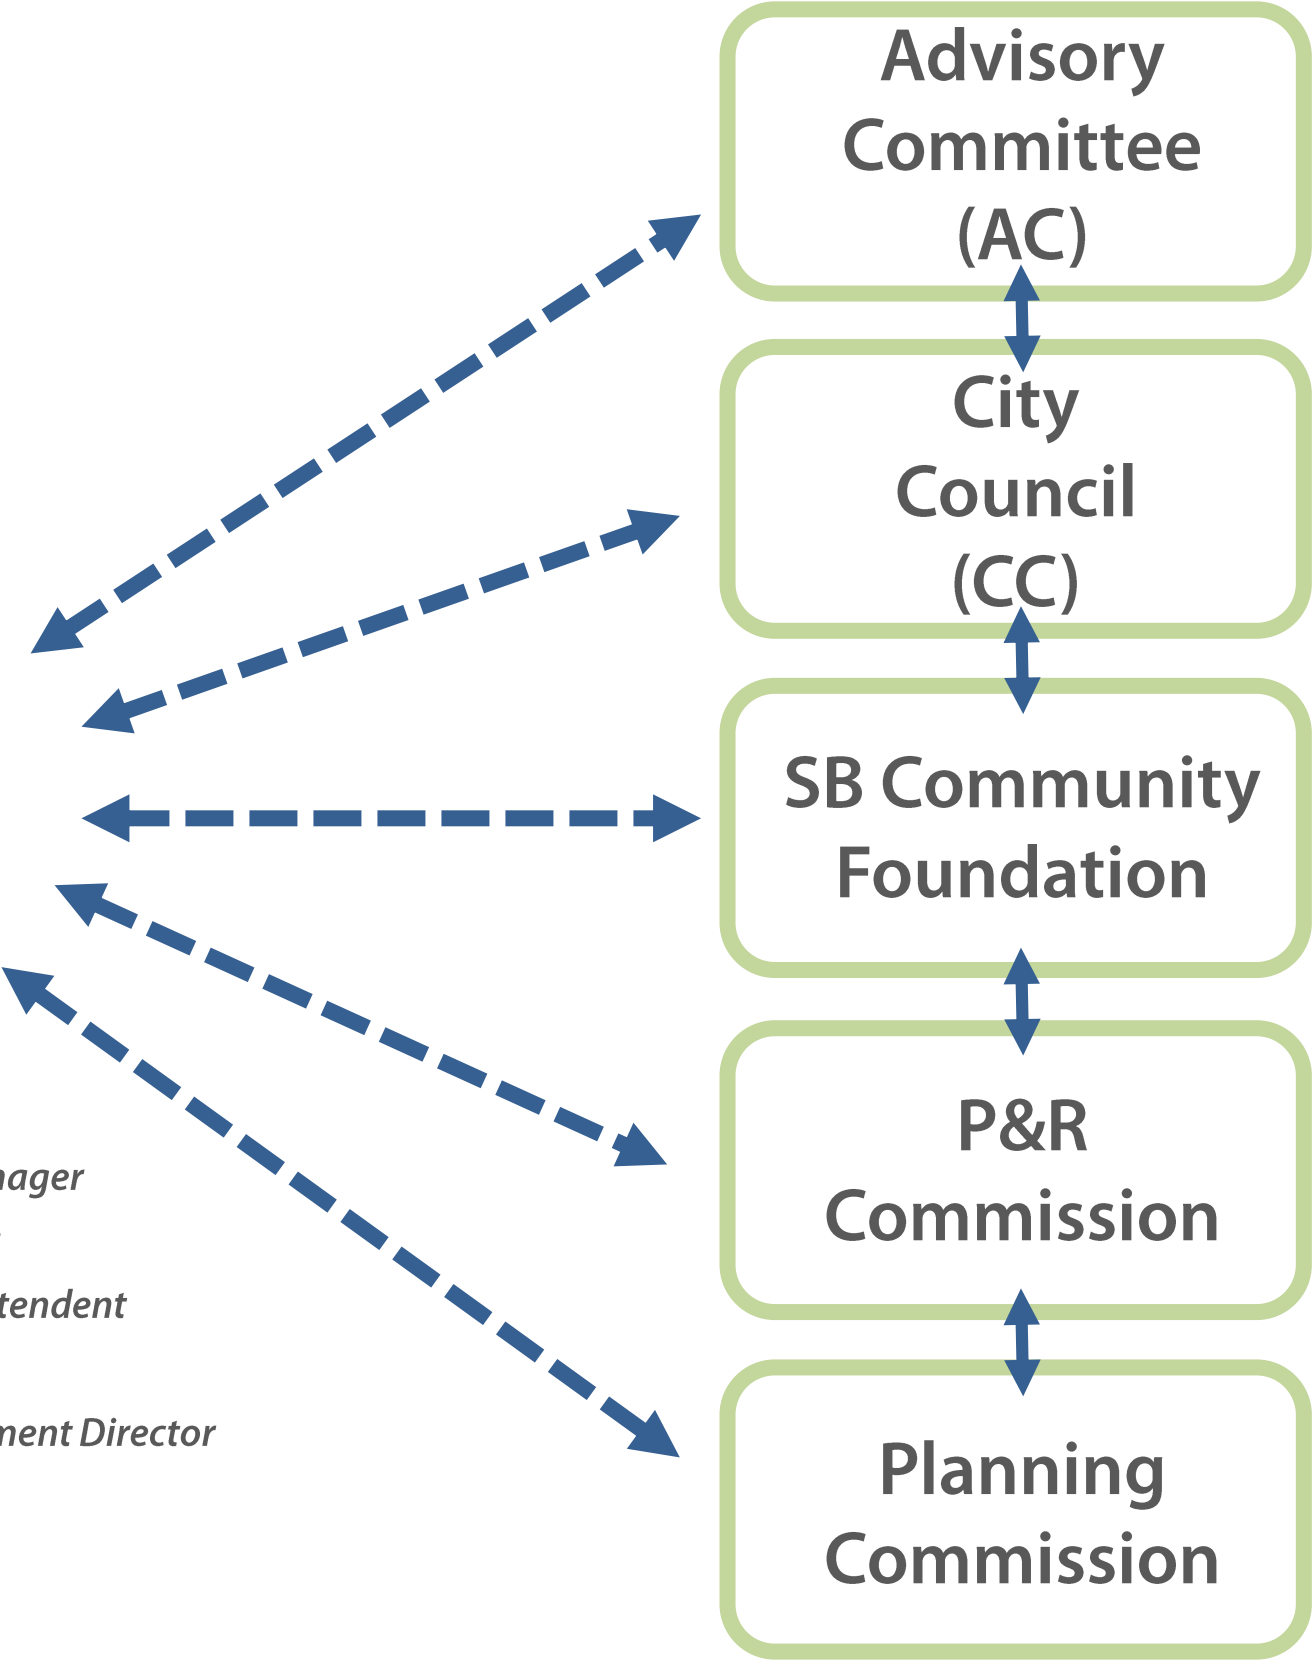 Advisory
Committee
(AC)
City
Council
(CC)
SB Community
Foundation
P&R
Commission
Planning
Commission
nager
tendent
ment Director